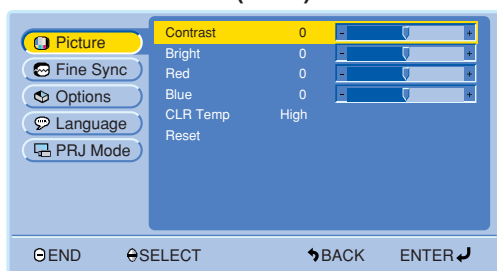 Picture
Fine Sync
Options
Language
PRJ Mode
Contrast 0 - +
Bright 0 - +
Red 0 - +
Blue 0 - +
CLR Temp High
Reset
END SELECT BACK ENTER